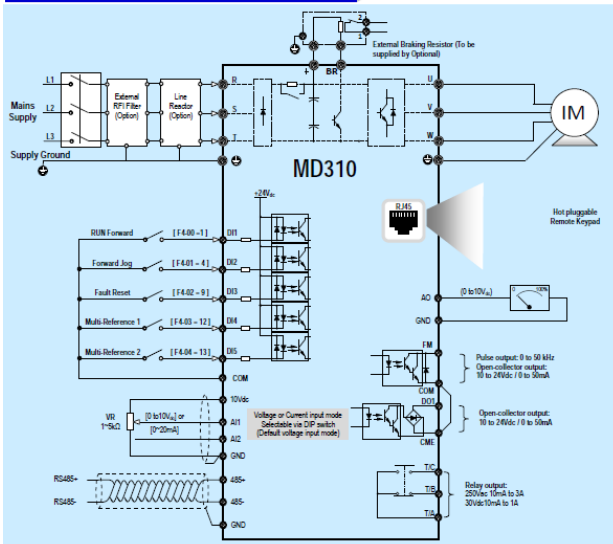 External Braking Resistor (To be
supplied by Optional)
2
1
+
BR
L1
L2
L3
Mains
Supply
External
RFI Filter
(Option)
Line
Reactor
(Option)
R
S
T
U
V
W
IM
Supply Ground
MD310
+24Vdc
RJ45
Hot pluggable
Remote Keypad
RUN Forward
[ F4-00 ~1 ]
DI1
Forward Jog
[ F4-01 ~ 4 ]
DI2
Fault Reset
[ F4-02 ~ 9 ]
DI3
Multi-Reference 1
[ F4-03 ~ 12 ]
DI4
Multi-Reference 2
[ F4-04 ~ 13 ]
DI5
COM
AO
(0 to10Vdc)
0
100%
GND
FM
Pulse output: 0 to 50 kHz
Open-collector output:
10 to 24Vdc / 0 to 50mA
COM
DO1
Open-collector output:
10 to 24Vdc / 0 to 50mA
CME
10Vdc
VR
1~5kΩ
[0 to10Vdc] or
[0~20mA]
AI1
AI2
GND
Voltage or Current input mode
Selectable via DIP switch
(Default voltage input mode)
RS485+
485+
RS485-
485-
GND
T/C
T/B
T/A
Relay output:
250Vac 10mA to 3A
30Vdc10mA to 1A